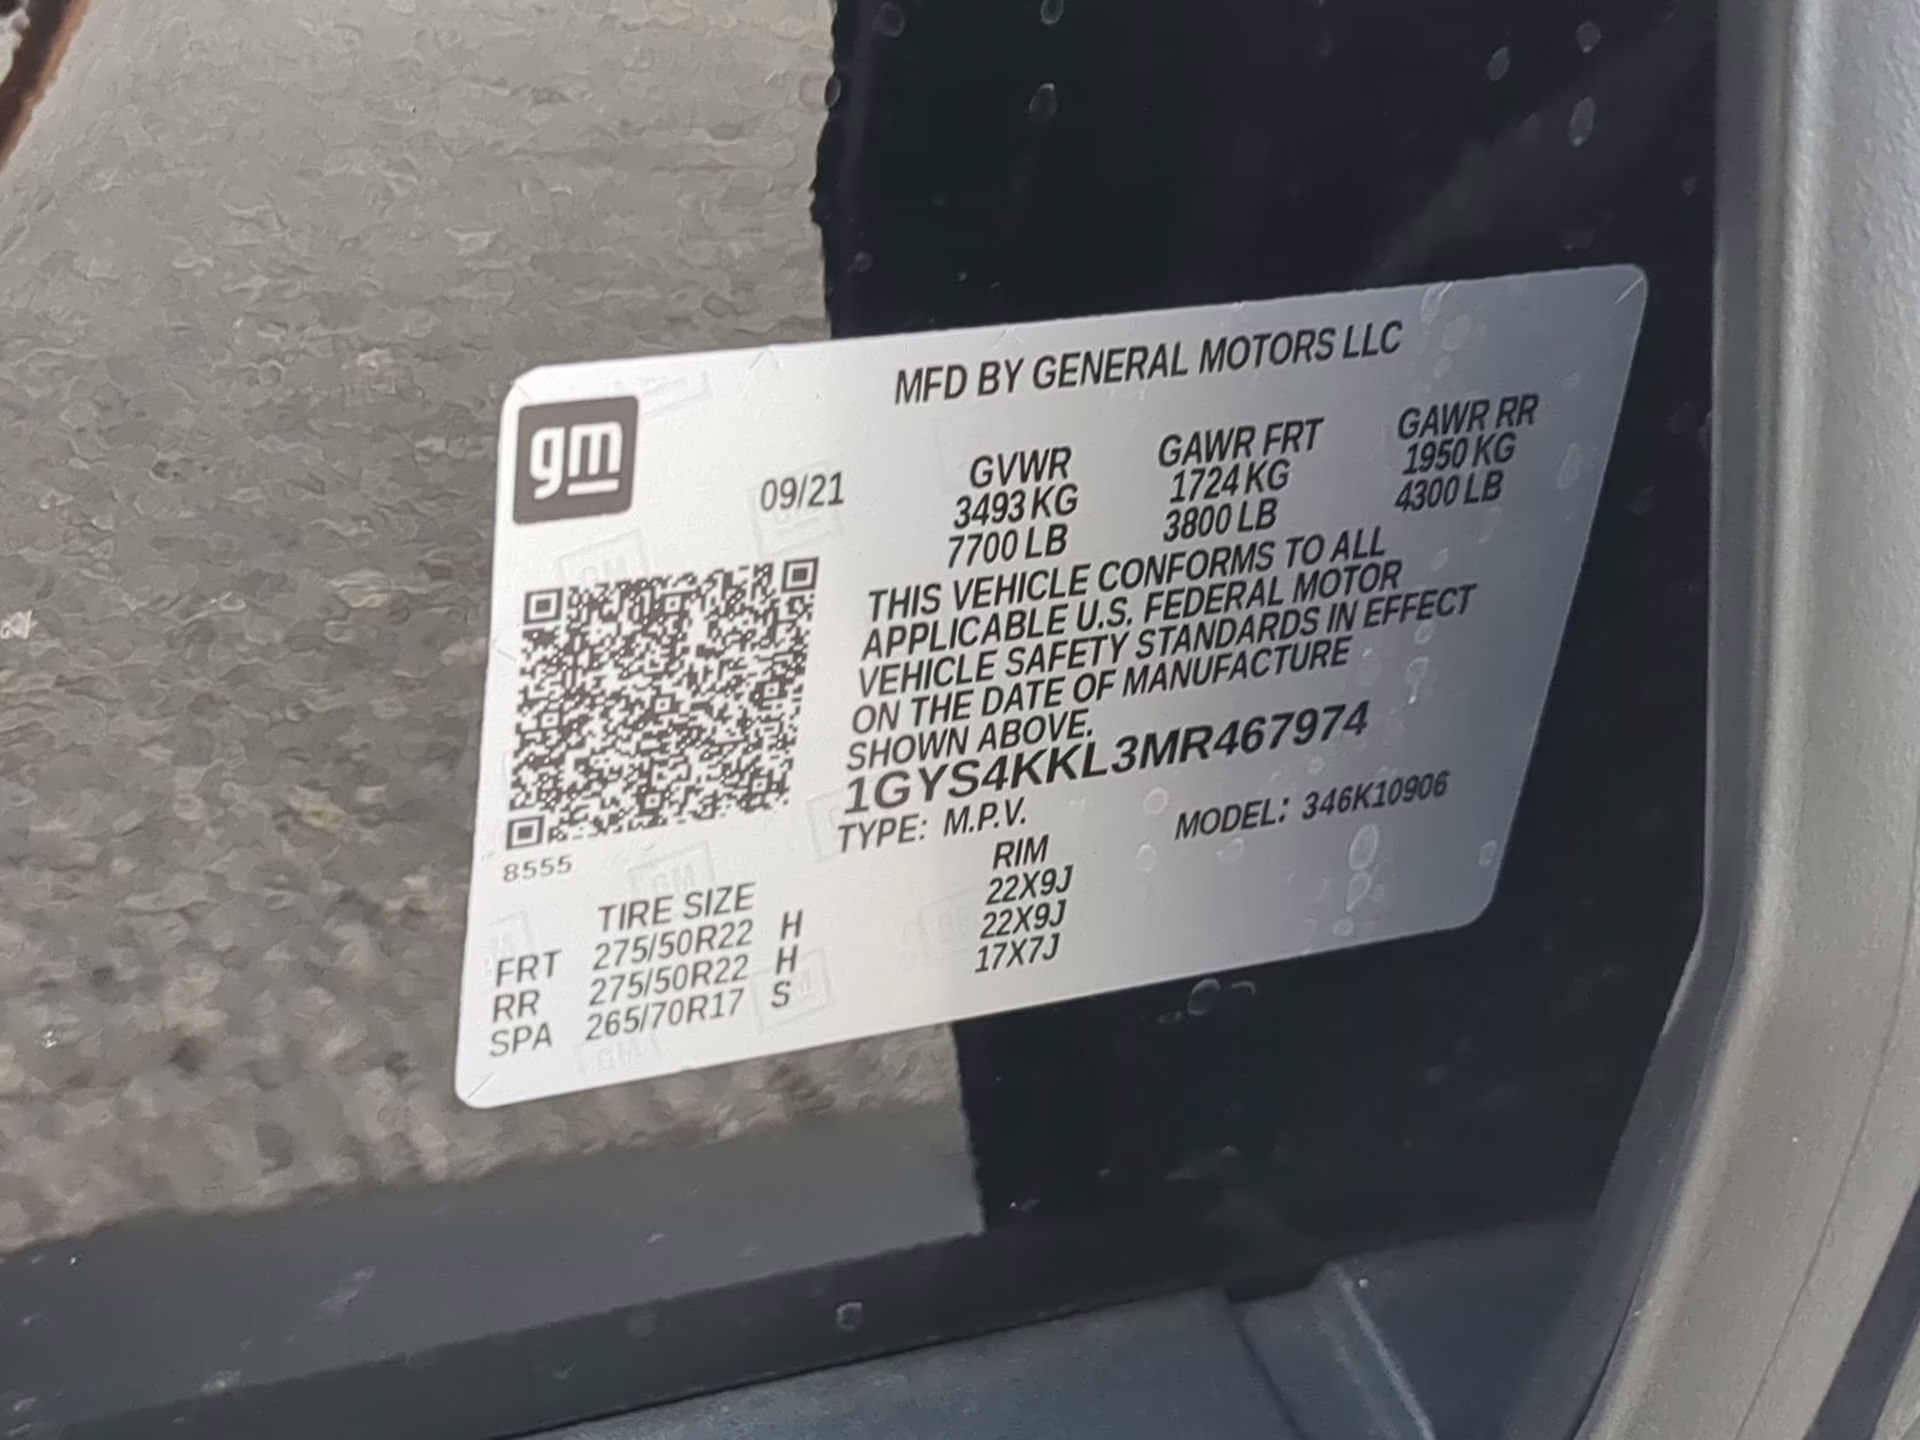 MFD BY GENERAL MOTORS LLC
gm
09/21
GVWR GAWR FRT GAWR RR
3493 KG 1724 KG 1950 KG
7700 LB 3800 LB 4300 LB
THIS VEHICLE CONFORMS TO ALL
APPLICABLE U.S. FEDERAL MOTOR
VEHICLE SAFETY STANDARDS IN EFFECT
ON THE DATE OF MANUFACTURE
SHOWN ABOVE.
1GYS4KKL3MR467974
TYPE: M.P.V. MODEL: 346K10906
8555
TIRE SIZE RIM
FRT 275/50R22 H 22X9J
RR 275/50R22 H 22X9J
SPA 265/70R17 S 17X7J